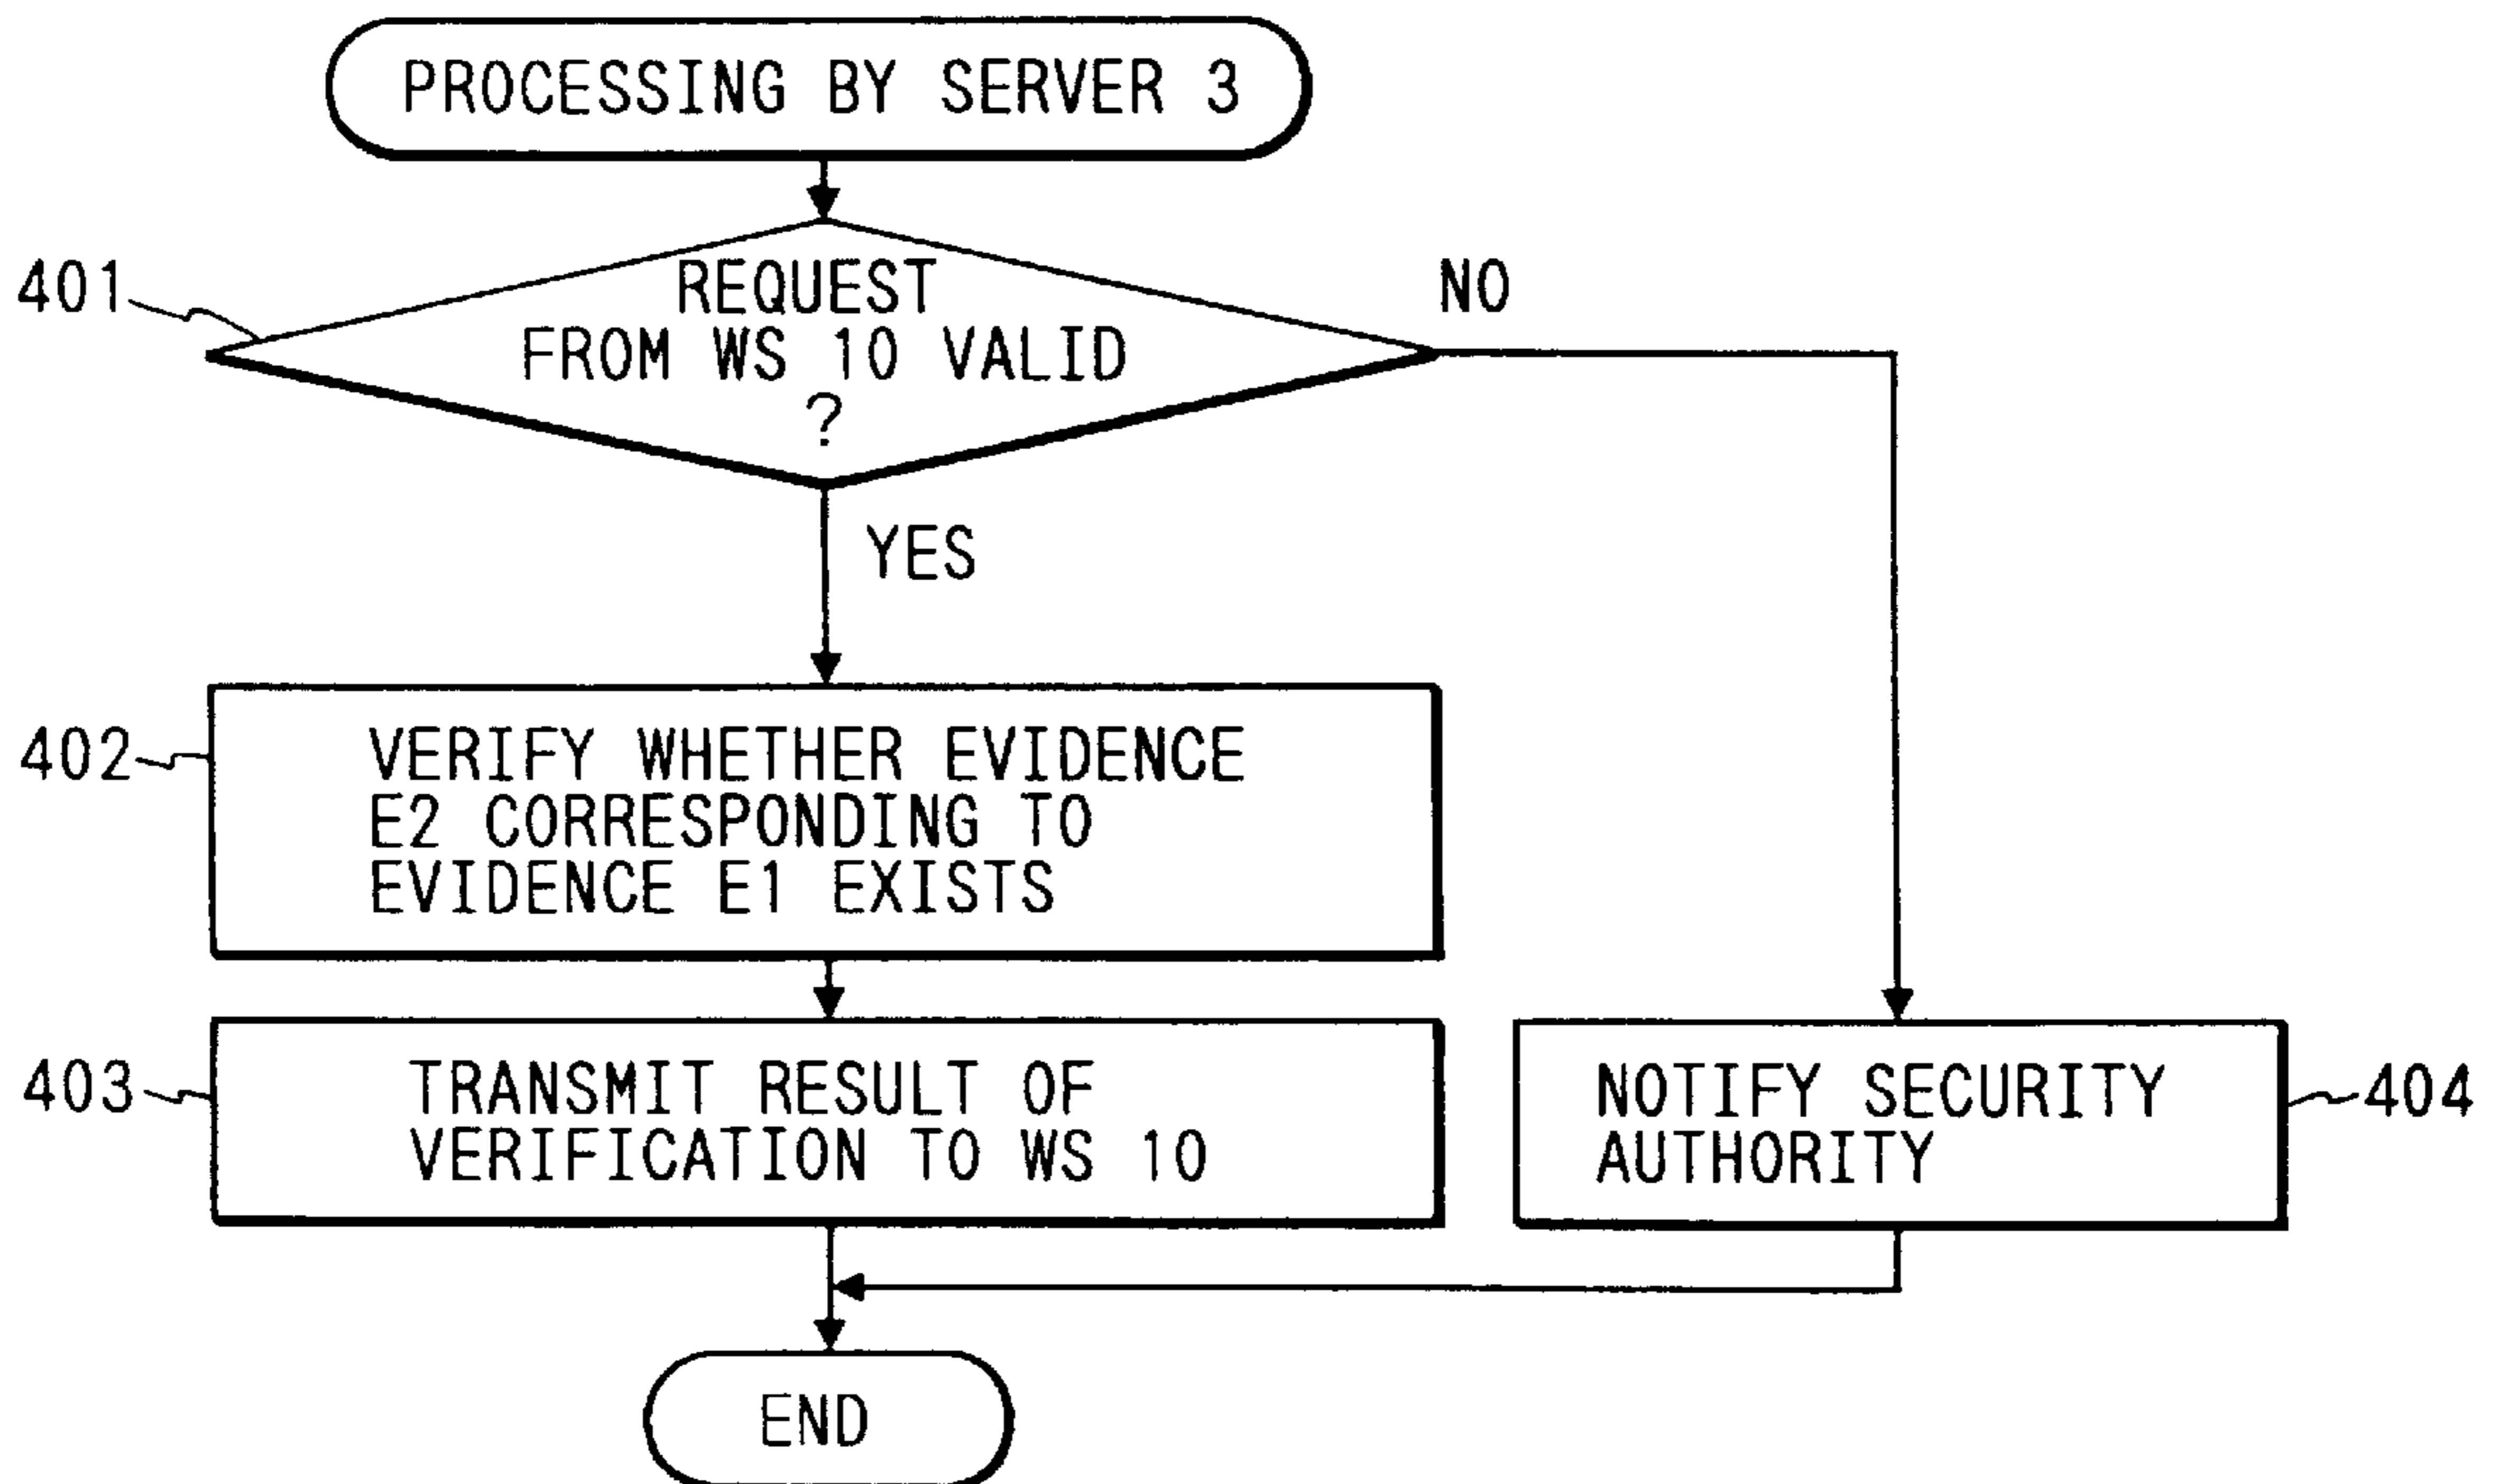 PROCESSING BY SERVER 3
401
REQUEST
FROM WS 10 VALID
?
NO
YES
402
VERIFY WHETHER EVIDENCE
E2 CORRESPONDING TO
EVIDENCE E1 EXISTS
403
TRANSMIT RESULT OF
VERIFICATION TO WS 10
NOTIFY SECURITY
AUTHORITY
404
END